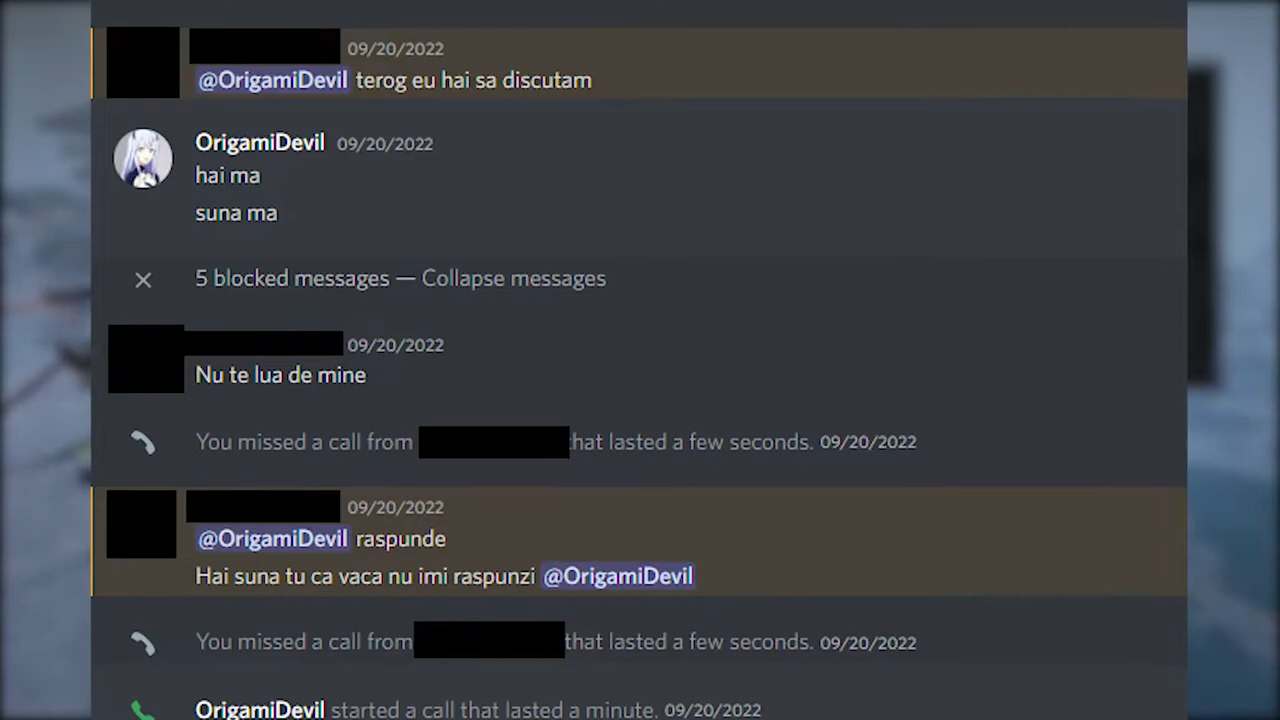 09/20/2022
@OrigamiDevil terog eu hai sa discutam
OrigamiDevil 09/20/2022
hai ma
suna ma
5 blocked messages — Collapse messages
09/20/2022
Nu te lua de mine
You missed a call from that lasted a few seconds. 09/20/2022
09/20/2022
@OrigamiDevil raspunde
Hai suna tu ca vaca nu imi raspunzi @OrigamiDevil
You missed a call from that lasted a few seconds. 09/20/2022
OrigamiDevil started a call that lasted a minute. 09/20/2022